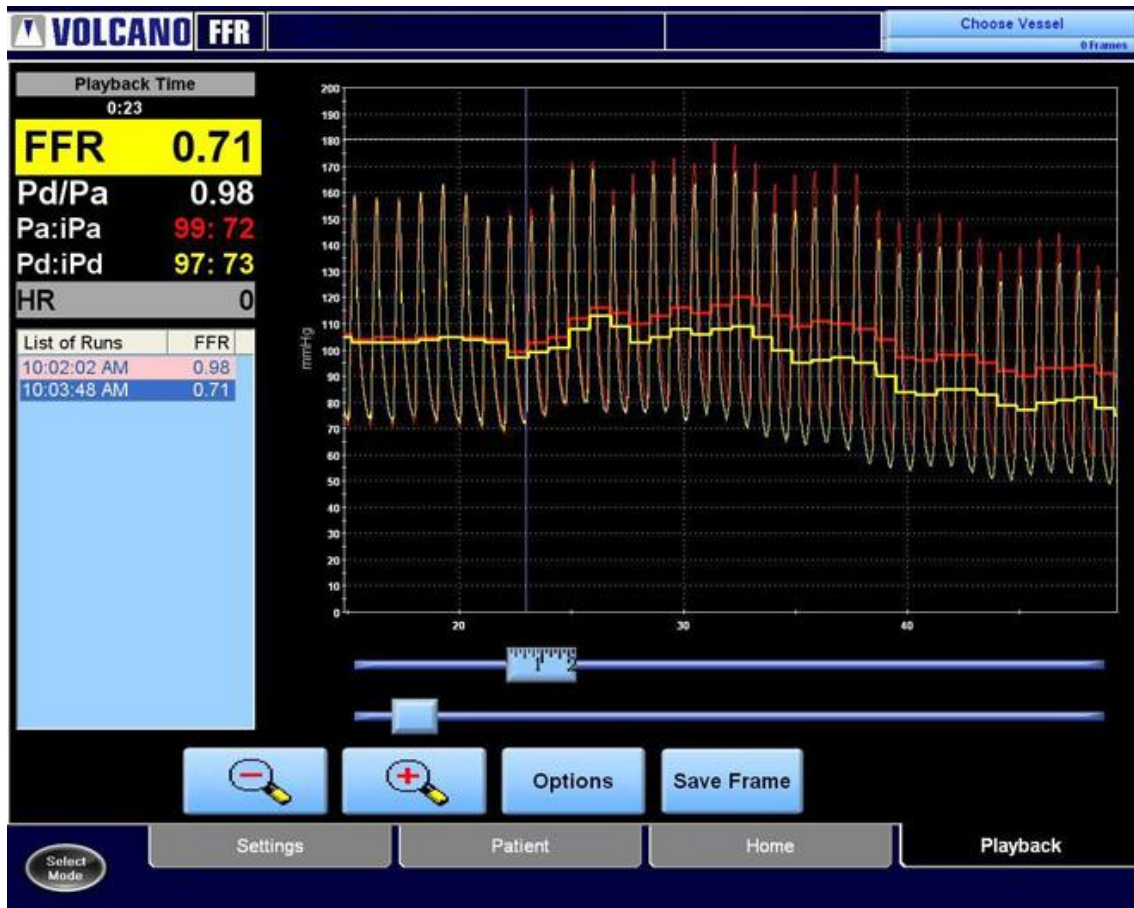 VOLCANO FFR
Choose Vessel
0 Frames
Playback Time
0:23
FFR 0.71
Pd/Pa 0.98
Pa:iPa 99: 72
Pd:iPd 97: 73
HR 0
List of Runs FFR
10:02:02 AM 0.98
10:03:48 AM 0.71
200
190
180
170
160
150
140
130
120
110
100
90
80
70
60
50
40
30
20
10
0
mmHg
20 30 40
1 2
Options
Save Frame
Select Mode
Settings
Patient
Home
Playback